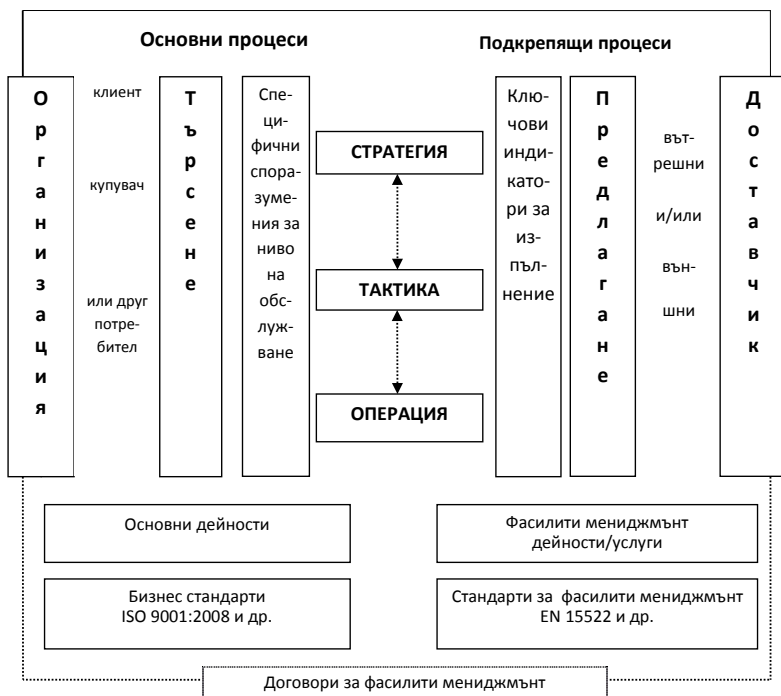 Основни процеси
Подкрепящи процеси
О
р
г
а
н
и
з
а
ц
и
я
клиент
купувач
или друг
потре-
бител
Т
ъ
р
с
е
н
е
Спе-
ци-
фични
спора-
зуме-
ния за
ниво
на
обс-
луж-
ване
СТРАТЕГИЯ
ТАКТИКА
ОПЕРАЦИЯ
Клю-
чови
инди-
като-
ри за
из-
пъл-
нение
П
р
е
д
л
а
г
а
н
е
вът-
решни
и/или
вън-
шни
Д
о
с
т
а
в
ч
и
к
Основни дейности
Фасилити мениджмънт
дейности/услуги
Бизнес стандарти
ISO 9001:2008 и др.
Стандарти за фасилити мениджмънт
EN 15522 и др.
Договори за фасилити мениджмънт